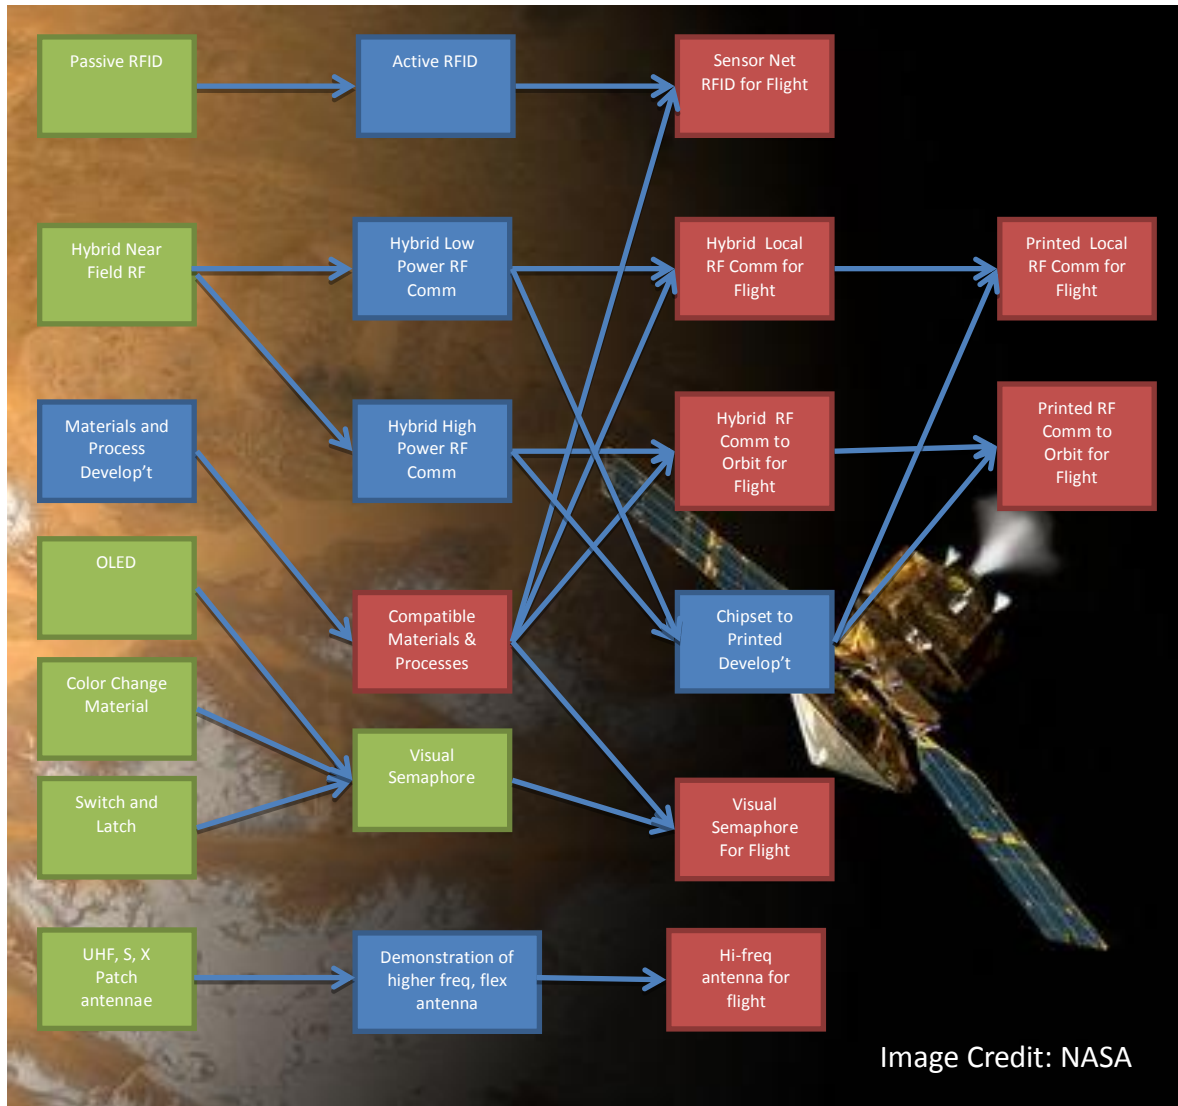 Passive RFID
Active RFID
Sensor Net
RFID for Flight
Hybrid Near
Field RF
Hybrid Low
Power RF
Comm
Hybrid Local
RF Comm for
Flight
Printed Local
RF Comm for
Flight
Materials and
Process
Develop't
Hybrid High
Power RF
Comm
Hybrid RF
Comm to
Orbit for
Flight
Printed RF
Comm to
Orbit for
Flight
OLED
Compatible
Materials &
Processes
Chipset to
Printed
Develop't
Color Change
Material
Visual
Semaphore
Switch and
Latch
Visual
Semaphore
For Flight
UHF, S, X
Patch
antennae
Demonstration of
higher freq, flex
antenna
Hi-freq
antenna for
flight
Image Credit: NASA